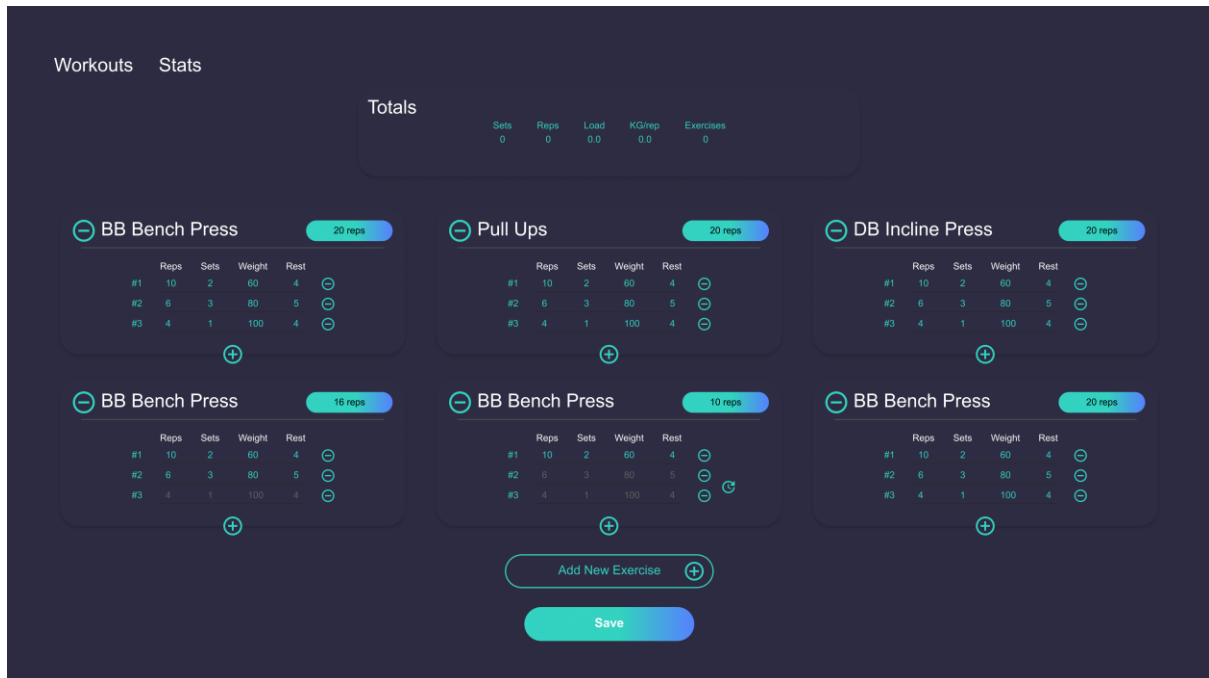 Workouts Stats
Totals
Sets Reps Load KG/rep Exercises
0 0 0.0 0.0 0
BB Bench Press 20 reps
Reps Sets Weight Rest
#1 10 2 60 4
#2 6 3 80 5
#3 4 1 100 4
Pull Ups 20 reps
Reps Sets Weight Rest
#1 10 2 60 4
#2 6 3 80 5
#3 4 1 100 4
DB Incline Press 20 reps
Reps Sets Weight Rest
#1 10 2 60 4
#2 6 3 80 5
#3 4 1 100 4
BB Bench Press 16 reps
Reps Sets Weight Rest
#1 10 2 60 4
#2 6 3 80 5
#3 4 1 100 4
BB Bench Press 10 reps
Reps Sets Weight Rest
#1 10 2 60 4
#2 6 3 80 5
#3 4 1 100 4
BB Bench Press 20 reps
Reps Sets Weight Rest
#1 10 2 60 4
#2 6 3 80 5
#3 4 1 100 4
Add New Exercise
Save